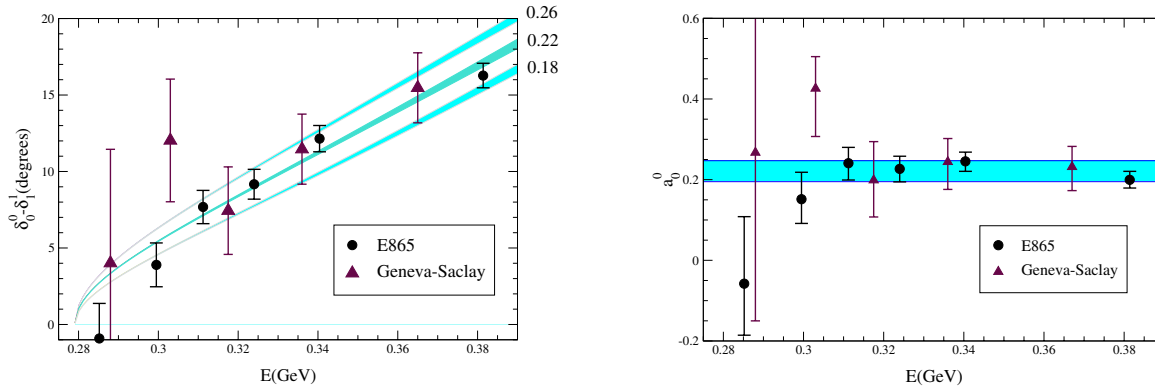 20
15
10
5
0
δ₀⁰-δ₁¹(degrees)
0.26
0.22
0.18
E865
Geneva-Saclay
0.28 0.3 0.32 0.34 0.36 0.38
E(GeV)
0.6
0.4
0.2
0
-0.2
a₀⁰
E865
Geneva-Saclay
0.28 0.3 0.32 0.34 0.36 0.38
E(GeV)